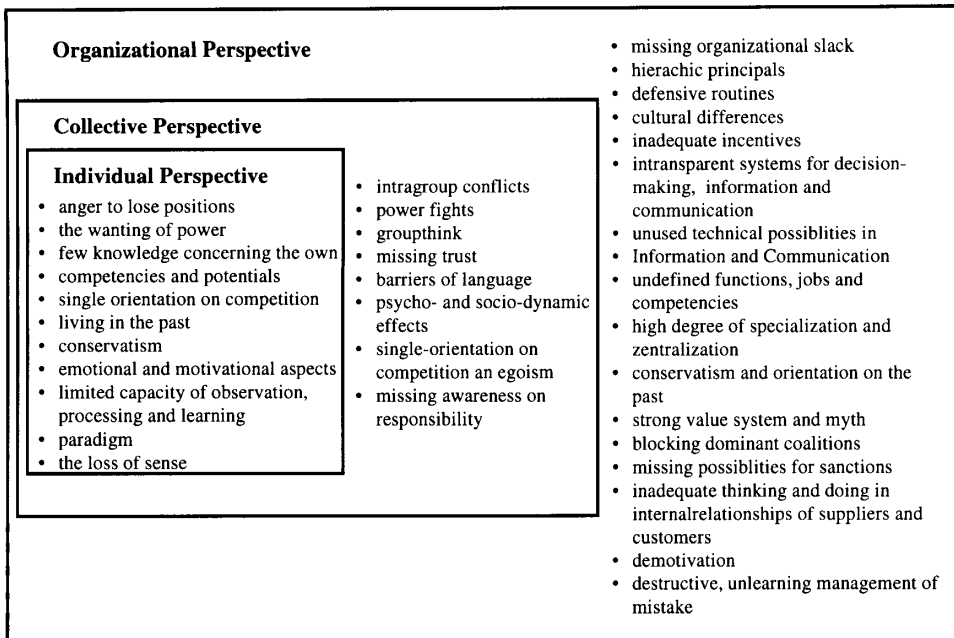 Organizational Perspective
Collective Perspective
Individual Perspective
• anger to lose positions
• the wanting of power
• few knowledge concerning the own
• competencies and potentials
• single orientation on competition
• living in the past
• conservatism
• emotional and motivational aspects
• limited capacity of observation,
processing and learning
• paradigm
• the loss of sense
• intragroup conflicts
• power fights
• groupthink
• missing trust
• barriers of language
• psycho- and socio-dynamic
effects
• single-orientation on
competition an egoism
• missing awareness on
responsibility
• missing organizational slack
• hierachic principals
• defensive routines
• cultural differences
• inadequate incentives
• intransparent systems for decision-
making, information and
communication
• unused technical possiblities in
• Information and Communication
• undefined functions, jobs and
competencies
• high degree of specialization and
zentralization
• conservatism and orientation on the
past
• strong value system and myth
• blocking dominant coalitions
• missing possiblities for sanctions
• inadequate thinking and doing in
internalrelationships of suppliers and
customers
• demotivation
• destructive, unlearning management of
mistake